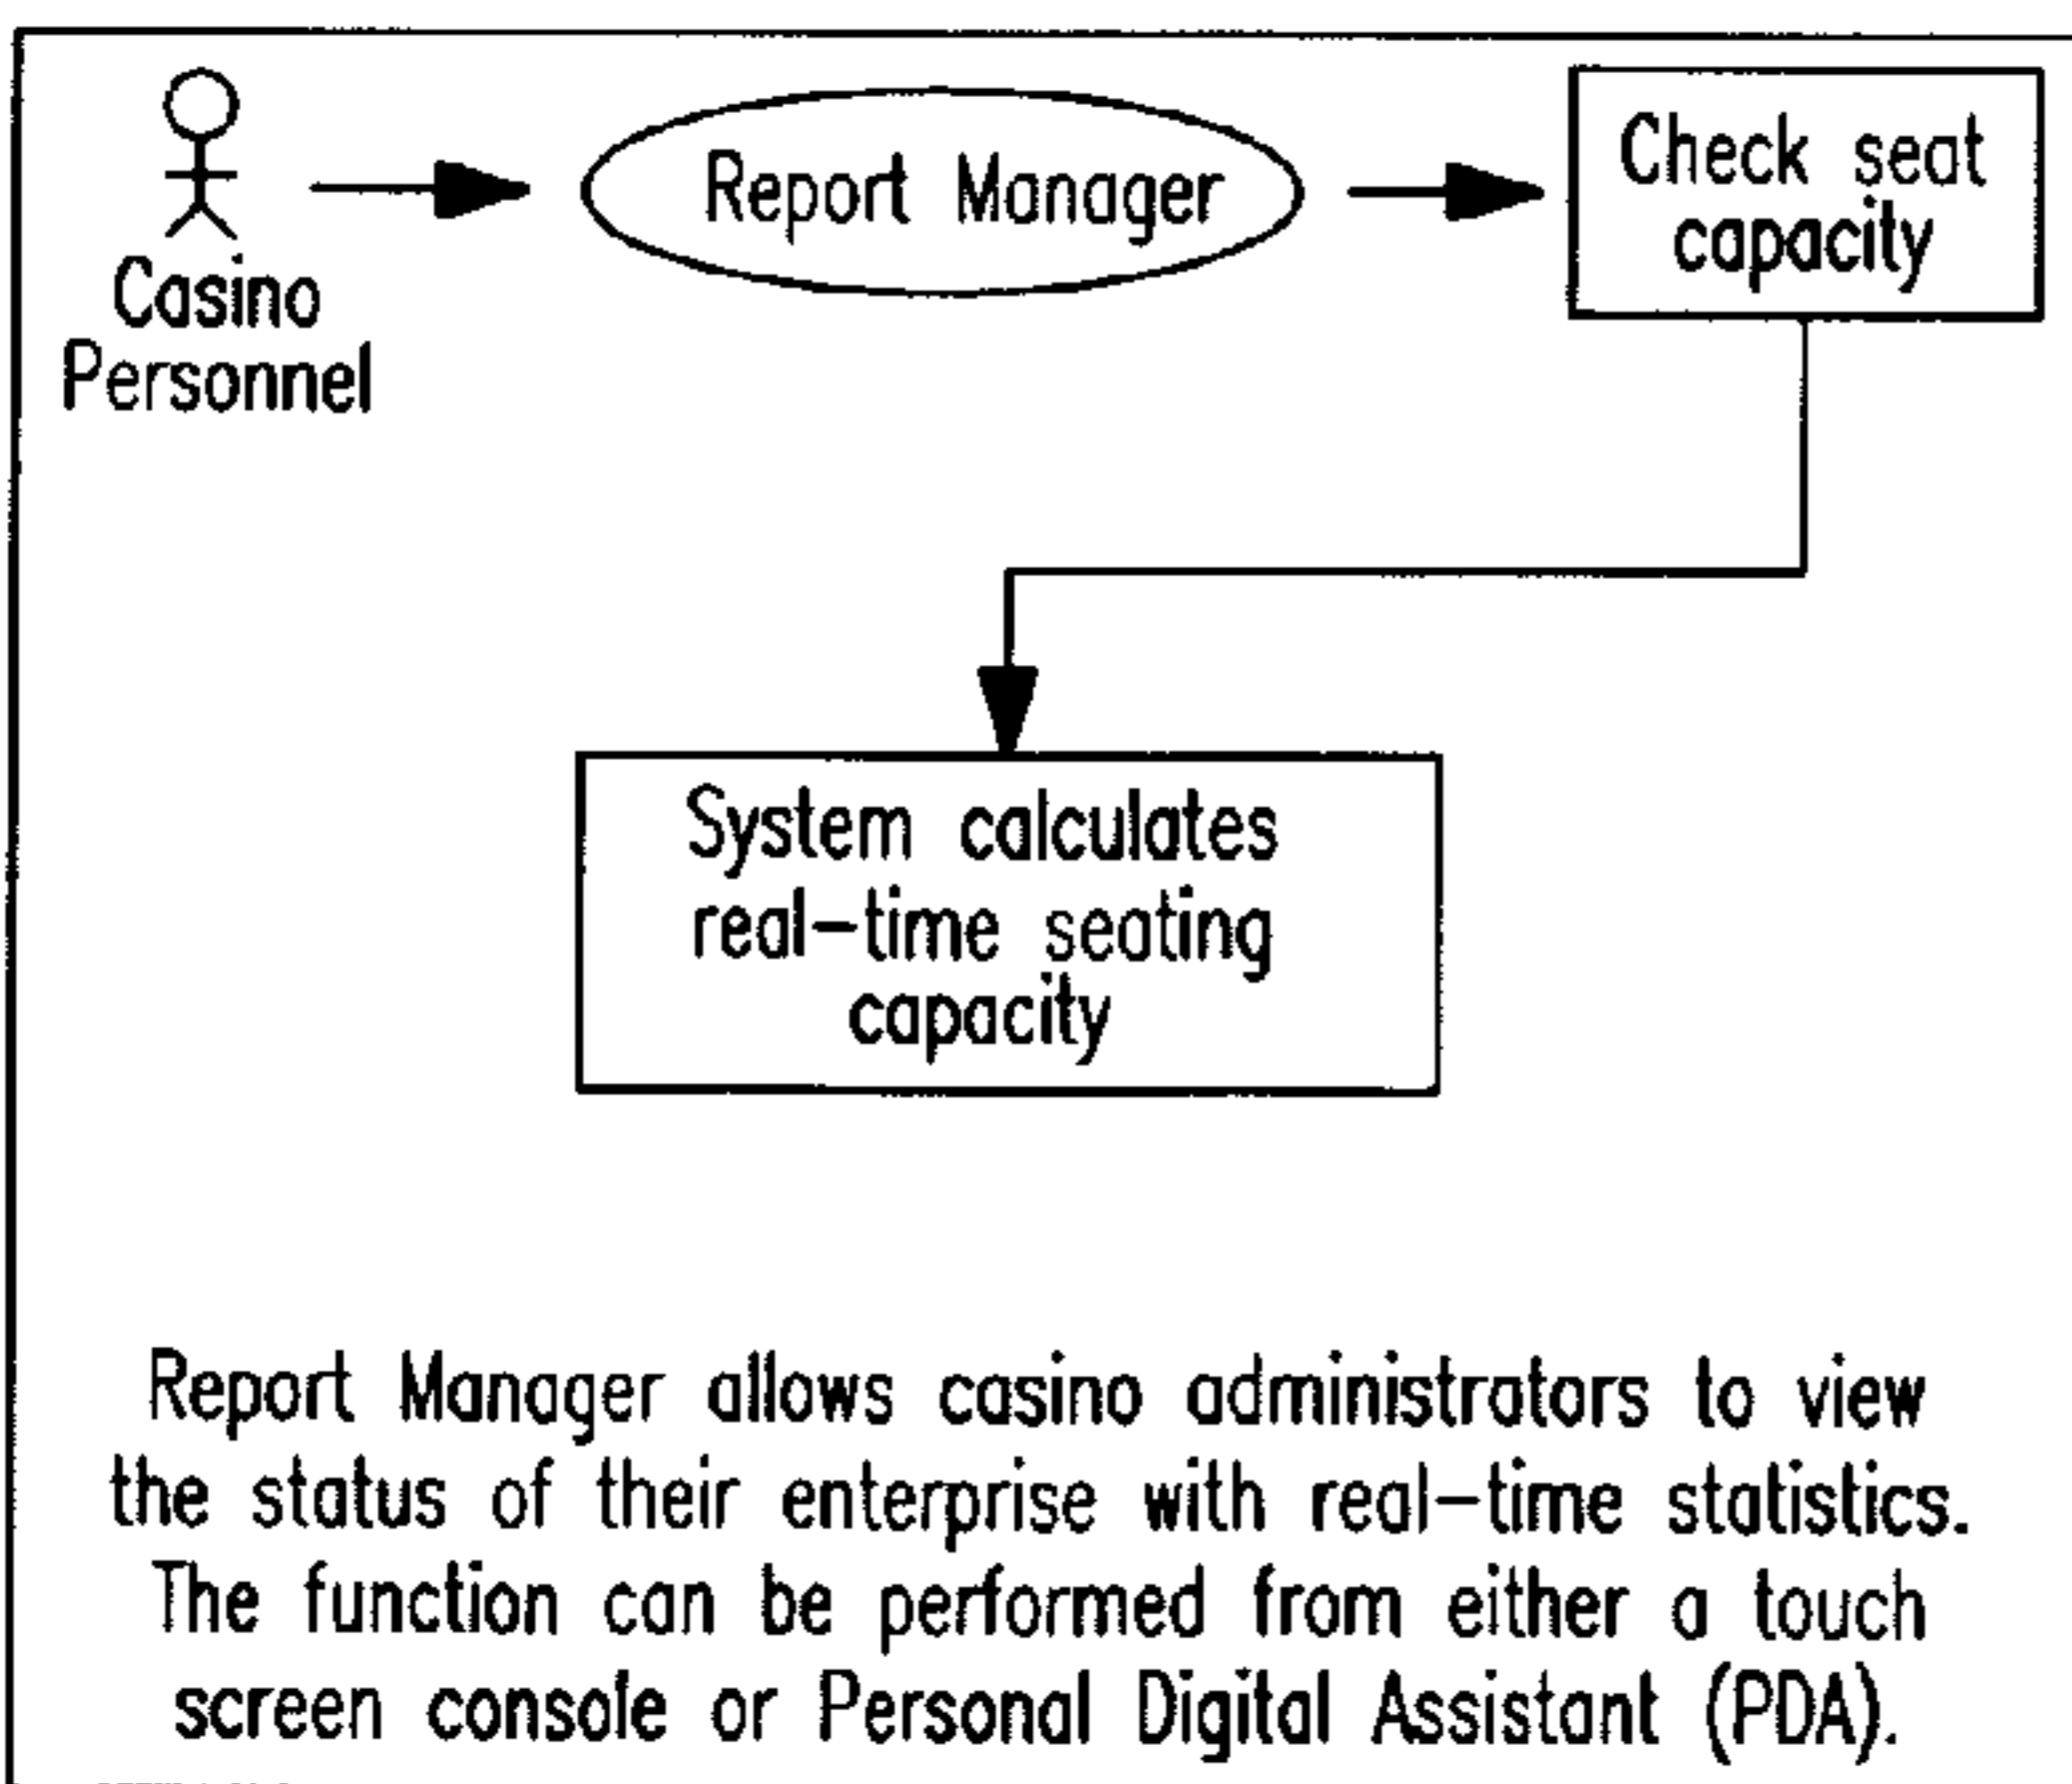 Casino
Personnel
Report Manager
Check seat
capacity
System calculates
real-time seating
capacity
Report Manager allows casino administrators to view
the status of their enterprise with real-time statistics.
The function can be performed from either a touch
screen console or Personal Digital Assistant (PDA).